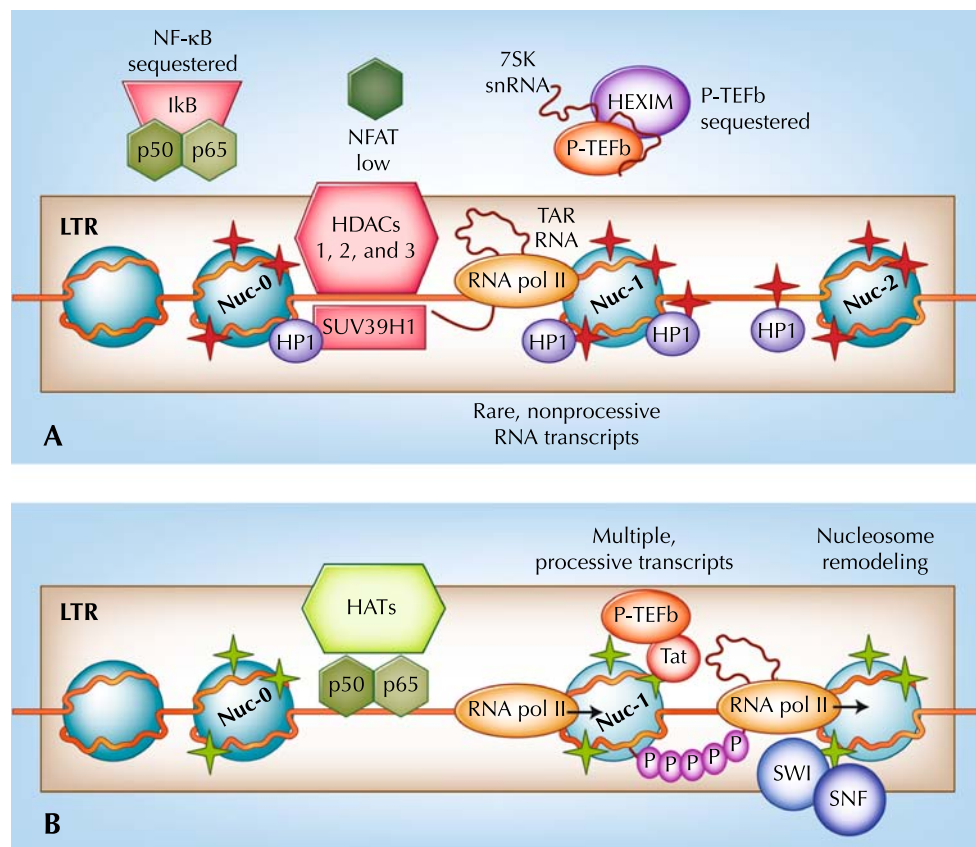 NF-κB
sequestered
IkB
p50
p65
NFAT
low
7SK
snRNA
HEXIM
P-TEFb
P-TEFb
sequestered
LTR
HDACs
1, 2, and 3
TAR
RNA
RNA pol II
Nuc-0
Nuc-1
Nuc-2
HP1
SUV39H1
HP1
HP1
HP1
Rare, nonprocessive
RNA transcripts
A
Multiple,
processive transcripts
Nucleosome
remodeling
LTR
HATs
P-TEFb
Tat
p50
p65
Nuc-0
RNA pol II
Nuc-1
RNA pol II
P
P
P
P
P
SWI
SNF
B